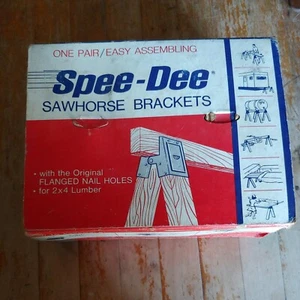 ONE PAIR/EASY ASSEMBLING
Spee-Dee®
SAWHORSE BRACKETS
• with the Original
FLANGED NAIL HOLES
• for 2x4 Lumber